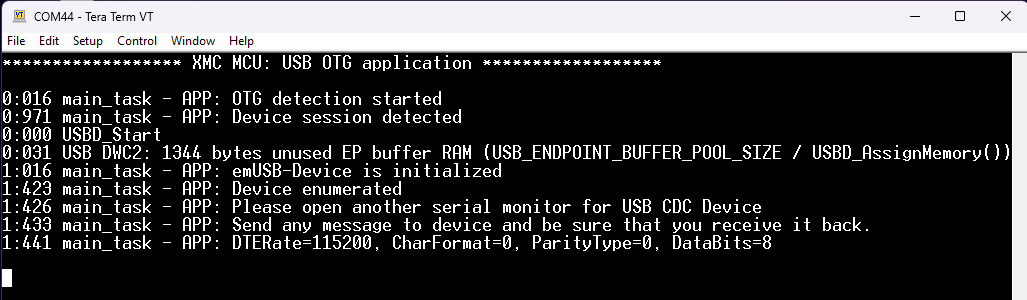 COM44 - Tera Term VT
File Edit Setup Control Window Help
****************** XMC MCU: USB OTG application ******************
0:016 main_task - APP: OTG detection started
0:971 main_task - APP: Device session detected
0:000 USBD_Start
0:031 USB DWC2: 1344 bytes unused EP buffer RAM (USB_ENDPOINT_BUFFER_POOL_SIZE / USBD_AssignMemory())
1:016 main_task - APP: emUSB-Device is initialized
1:423 main_task - APP: Device enumerated
1:426 main_task - APP: Please open another serial monitor for USB CDC Device
1:433 main_task - APP: Send any message to device and be sure that you receive it back.
1:441 main_task - APP: DTERate=115200, CharFormat=0, ParityType=0, DataBits=8